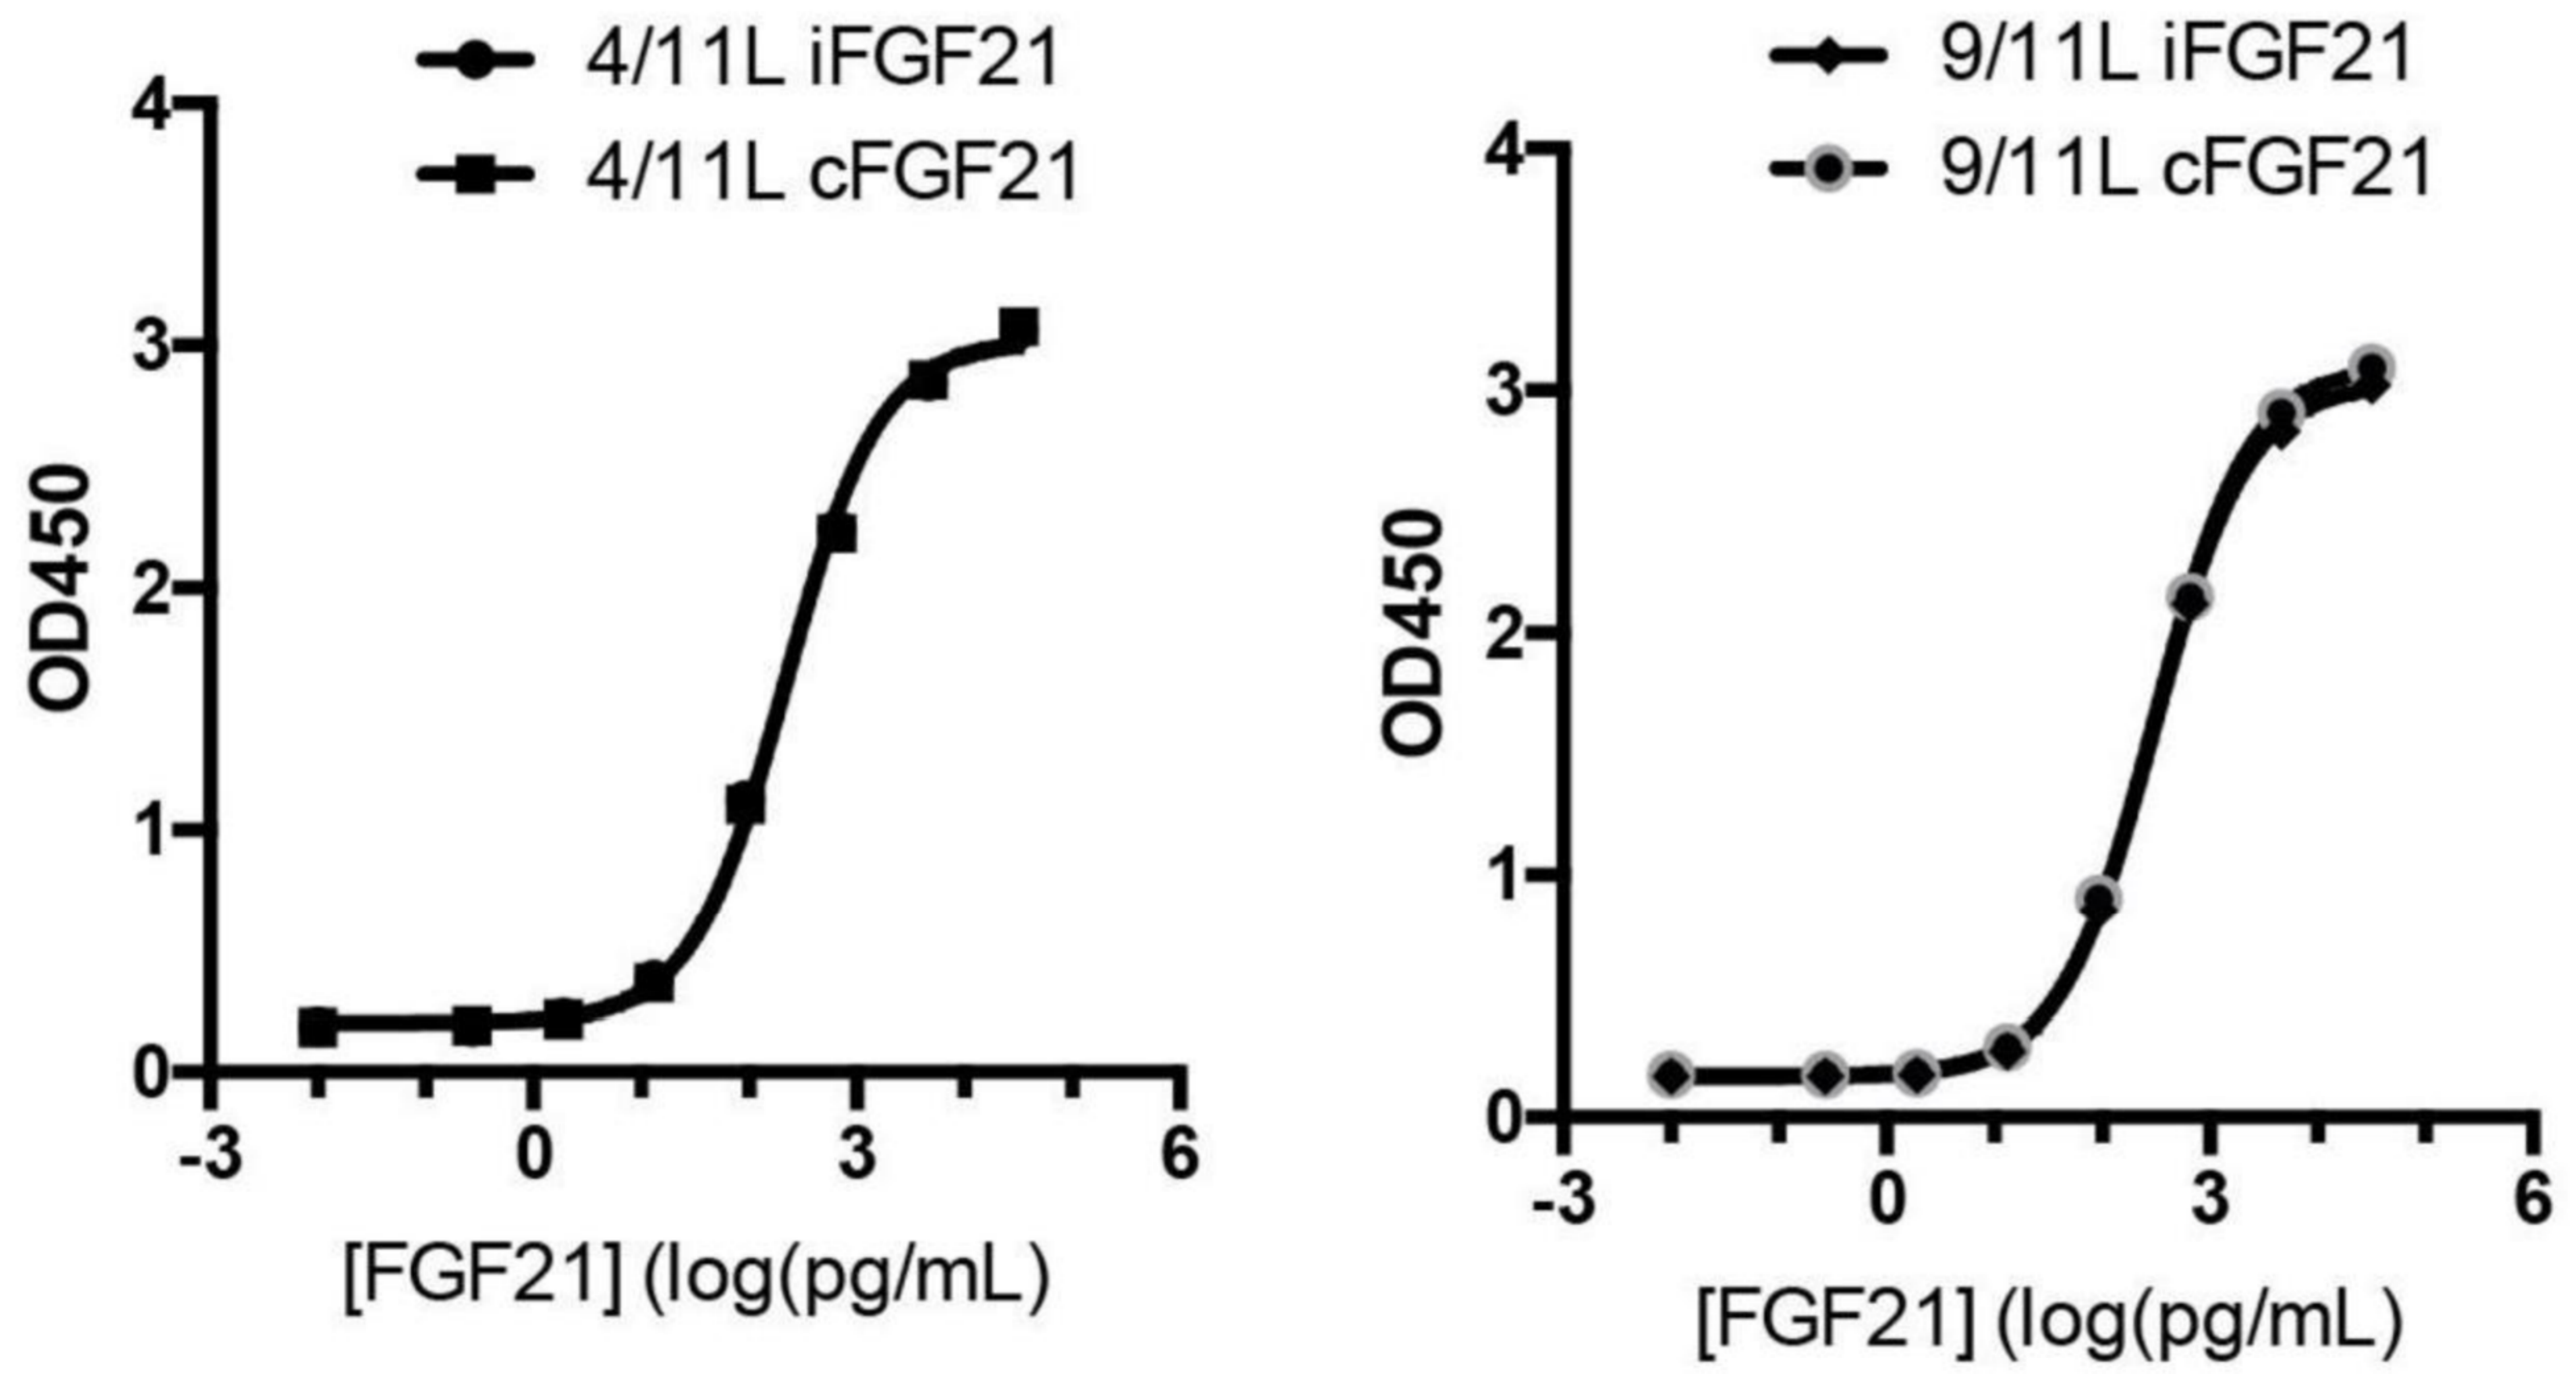 4/11L iFGF21
4/11L cFGF21
4
3
2
1
0
OD450
-3 0 3 6
[FGF21] (log(pg/mL)
9/11L iFGF21
9/11L cFGF21
4
3
2
1
0
OD450
-3 0 3 6
[FGF21] (log(pg/mL)